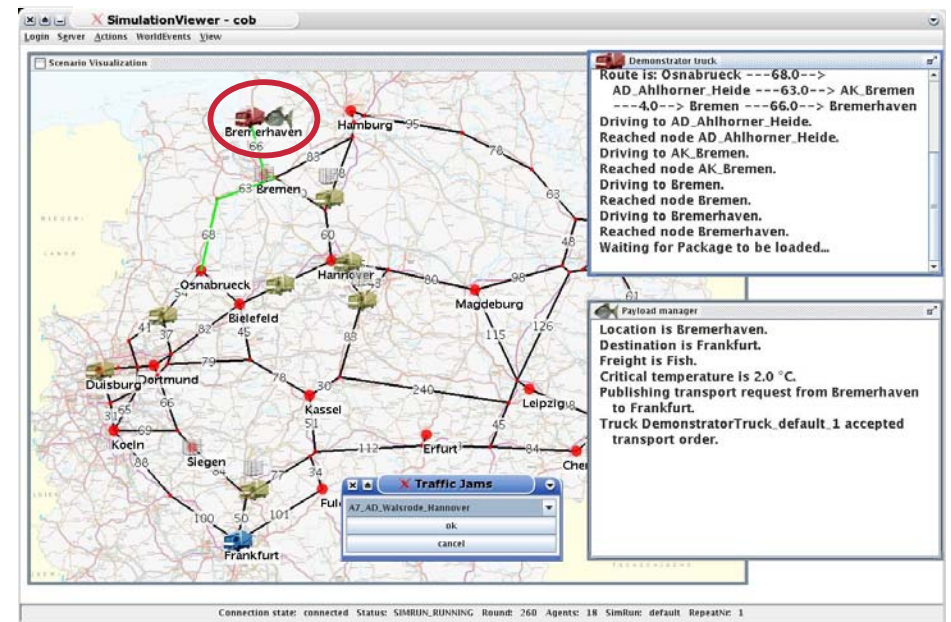 SimulationViewer - cob
Login Server Actions WorldEvents View
Scenario Visualization
Bremerhaven
66
Hamburg
95
83
78
8
63
Bremen
68
60
63
48
Osnabrueck
Hannover
43
80
98
Magdeburg
61
54
Bielefeld
41
37
82
45
83
115
126
79
78
Duisburg
Dortmund
30
240
65
66
Kassel
Leipzig
31
51
45
Koeln
69
112
Erfurt
84
Siegen
88
84
77
34
100
50
101
Frankfurt
Demonstrator truck
Route is: Osnabrueck ---68.0-->
AD_Ahlhorner_Heide ---63.0--> AK_Bremen
---4.0--> Bremen ---66.0--> Bremerhaven
Driving to AD_Ahlhorner_Heide.
Reached node AD_Ahlhorner_Heide.
Driving to AK_Bremen.
Reached node AK_Bremen.
Driving to Bremen.
Reached node Bremen.
Driving to Bremerhaven.
Reached node Bremerhaven.
Waiting for Package to be loaded...
Payload manager
Location is Bremerhaven.
Destination is Frankfurt.
Freight is Fish.
Critical temperature is 2.0 °C.
Publishing transport request from Bremerhaven
to Frankfurt.
Truck DemonstratorTruck_default_1 accepted
transport order.
Traffic Jams
A7_AD_Walsrode_Hannover
ok
cancel
Connection state: connected Status: SIMRUN_RUNNING Round: 260 Agents: 18 SimRun: default RepeatNr: 1